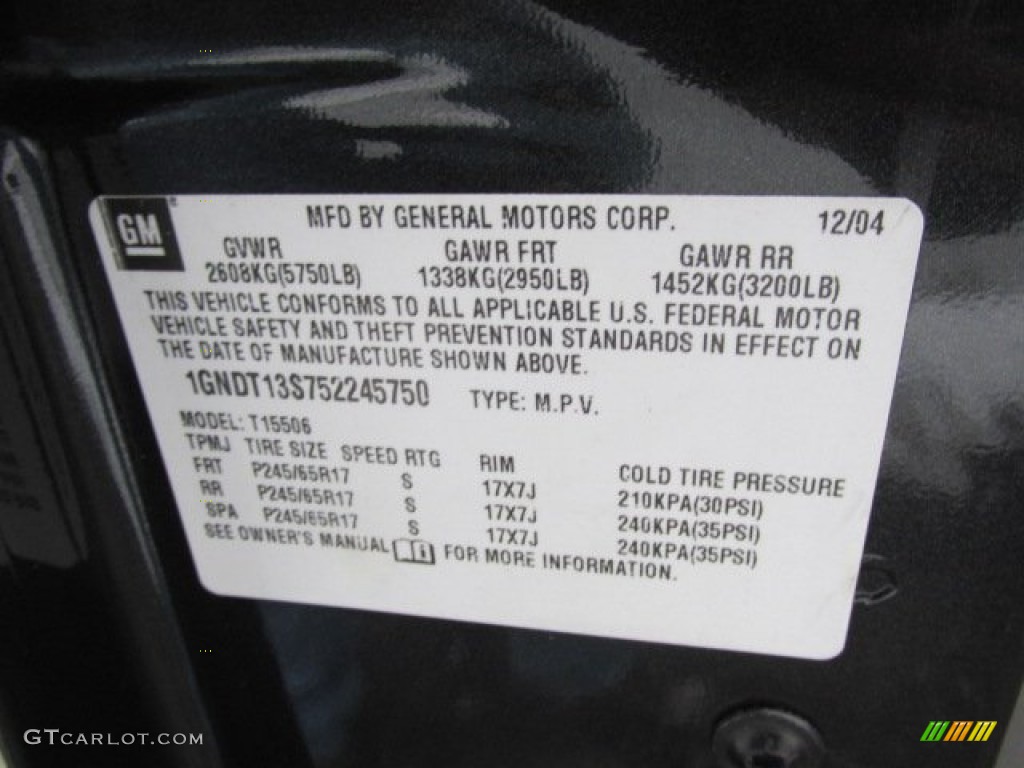 GM
MFD BY GENERAL MOTORS CORP. 12/04
GVWR GAWR FRT GAWR RR
2608KG(5750LB) 1338KG(2950LB) 1452KG(3200LB)
THIS VEHICLE CONFORMS TO ALL APPLICABLE U.S. FEDERAL MOTOR
VEHICLE SAFETY AND THEFT PREVENTION STANDARDS IN EFFECT ON
THE DATE OF MANUFACTURE SHOWN ABOVE.
1GNDT13S752245750 TYPE: M.P.V.
MODEL: T15506
TPMJ TIRE SIZE SPEED RTG RIM COLD TIRE PRESSURE
FRT P245/65R17 S 17X7J 210KPA(30PSI)
RR P245/65R17 S 17X7J 240KPA(35PSI)
SPA P245/65R17 S 17X7J 240KPA(35PSI)
SEE OWNER'S MANUAL FOR MORE INFORMATION.
GTCARLOT.COM